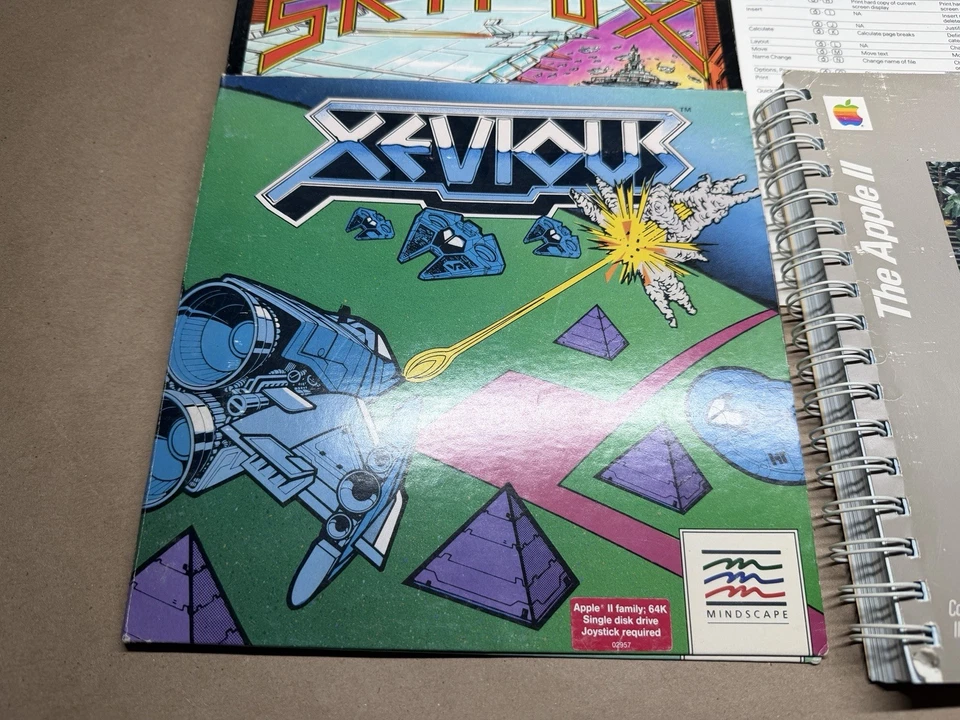 SKYFOX
Print hard copy of current
screen display
Insert
NA
Calculate
Calculate page breaks
Layout
NA
Move
Move text
Name Change
Change name of file
Print
XEVIOUS
TM
The Apple II
Apple® II family; 64K
Single disk drive
Joystick required
02957
MINDSCAPE